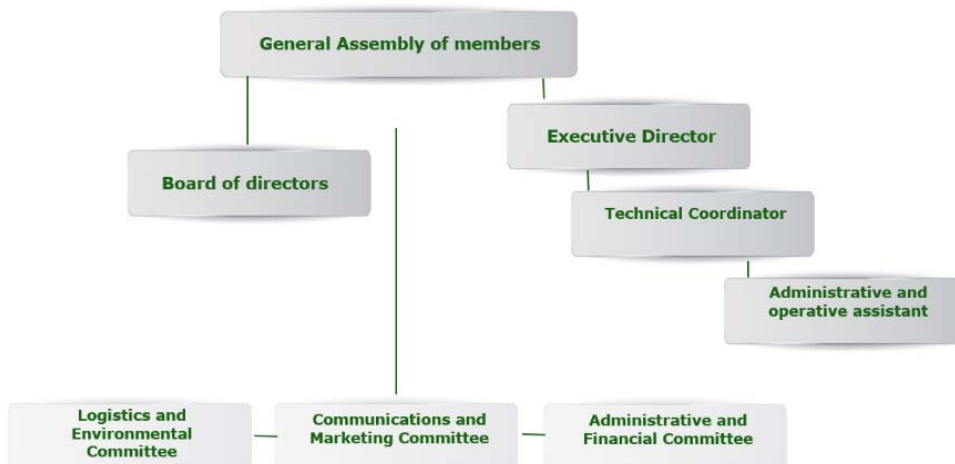 General Assembly of members
Executive Director
Board of directors
Technical Coordinator
Administrative and
operative assistant
Logistics and
Environmental
Committee
Communications and
Marketing Committee
Administrative and
Financial Committee